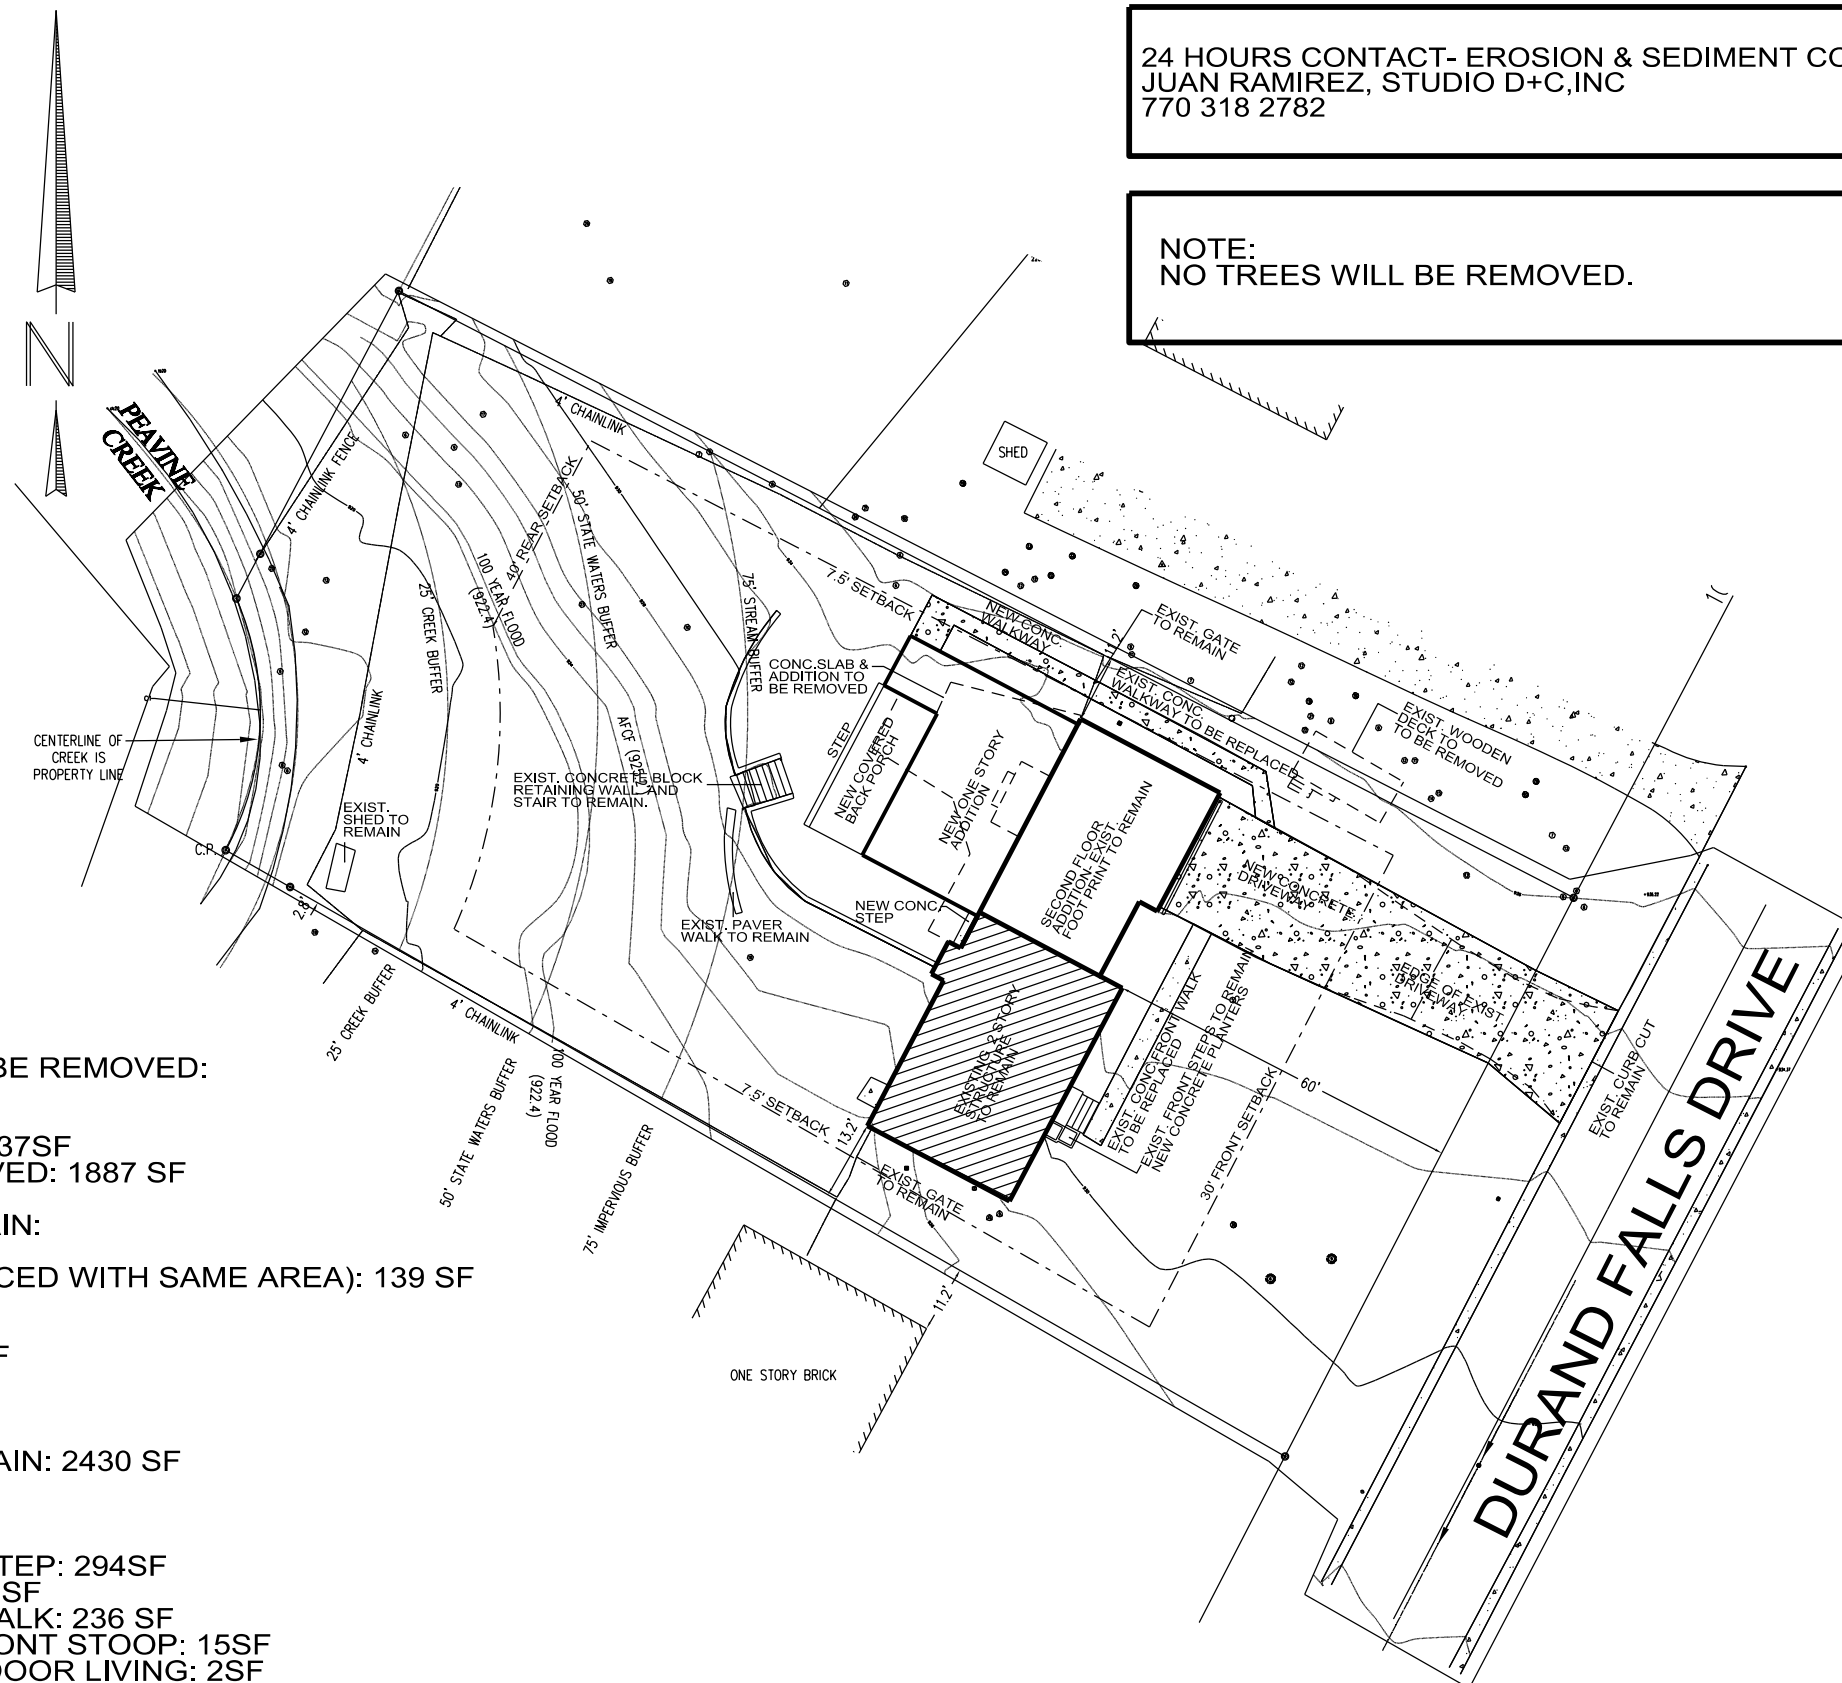 24 HOURS CONTACT- EROSION & SEDIMENT CO
JUAN RAMIREZ, STUDIO D+C,INC
770 318 2782
NOTE:
NO TREES WILL BE REMOVED.
N
PEAVINE
CREEK
4' CHAINLINK FENCE
4' CHAINLINK
40' REAR SETBACK
50' STATE WATERS BUFFER
100 YEAR FLOOD
(922.4)
25' CREEK BUFFER
75' STREAM BUFFER
7.5' SETBACK
SHED
NEW CONC.
WALKWAY
11.2'
EXIST. GATE
TO REMAIN
CONC.SLAB &
ADDITION TO
BE REMOVED
EXIST. CONC.
WALKWAY TO BE REPLACED
EXIST. WOODEN
DECK TO
TO BE REMOVED
CENTERLINE OF
CREEK IS
PROPERTY LINE
4' CHAINLINK
AFCF (925.2)
STEP
NEW COVERED
BACK PORCH
NEW ONE STORY
ADDITION
EXIST. CONCRETE BLOCK
RETAINING WALL AND
STAIR TO REMAIN.
EXIST.
SHED TO
REMAIN
C.P.
2.8'
SECOND FLOOR
ADDITION- EXIST.
FOOT PRINT TO REMAIN
NEW CONCRETE
DRIVEWAY
NEW CONC.
STEP
EXIST. PAVER
WALK TO REMAIN
EDGE OF EXIST
DRIVEWAY
25' CREEK BUFFER
4' CHAINLINK
EXISTING 2 STORY
STRUCTURE
TO REMAIN
EXIST. CONC.FRONT WALK
TO BE REPLACED
EXIST. FRONT STEPS TO REMAIN
NEW CONCRETE PLANTERS
60'
30' FRONT SETBACK
EXIST. CURB CUT
TO REMAIN
DURAND FALLS DRIVE
50' STATE WATERS BUFFER
100 YEAR FLOOD
(922.4)
75' IMPERVIOUS BUFFER
7.5' SETBACK
13.2'
EXIST. GATE
TO REMAIN
11.2'
ONE STORY BRICK
BE REMOVED:
37SF
VED: 1887 SF
AIN:
CED WITH SAME AREA): 139 SF
F
AIN: 2430 SF
TEP: 294SF
SF
ALK: 236 SF
ONT STOOP: 15SF
DOOR LIVING: 2SF